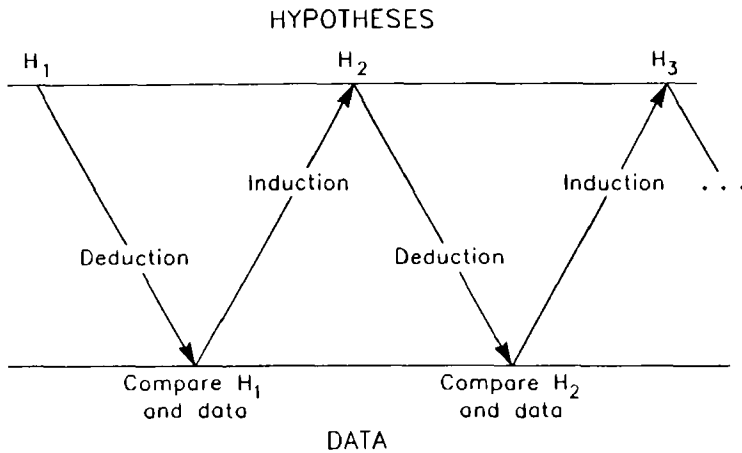 HYPOTHESES
H1 H2 H3
Induction Induction . . .
Deduction Deduction
Compare H1 Compare H2
and data and data
DATA